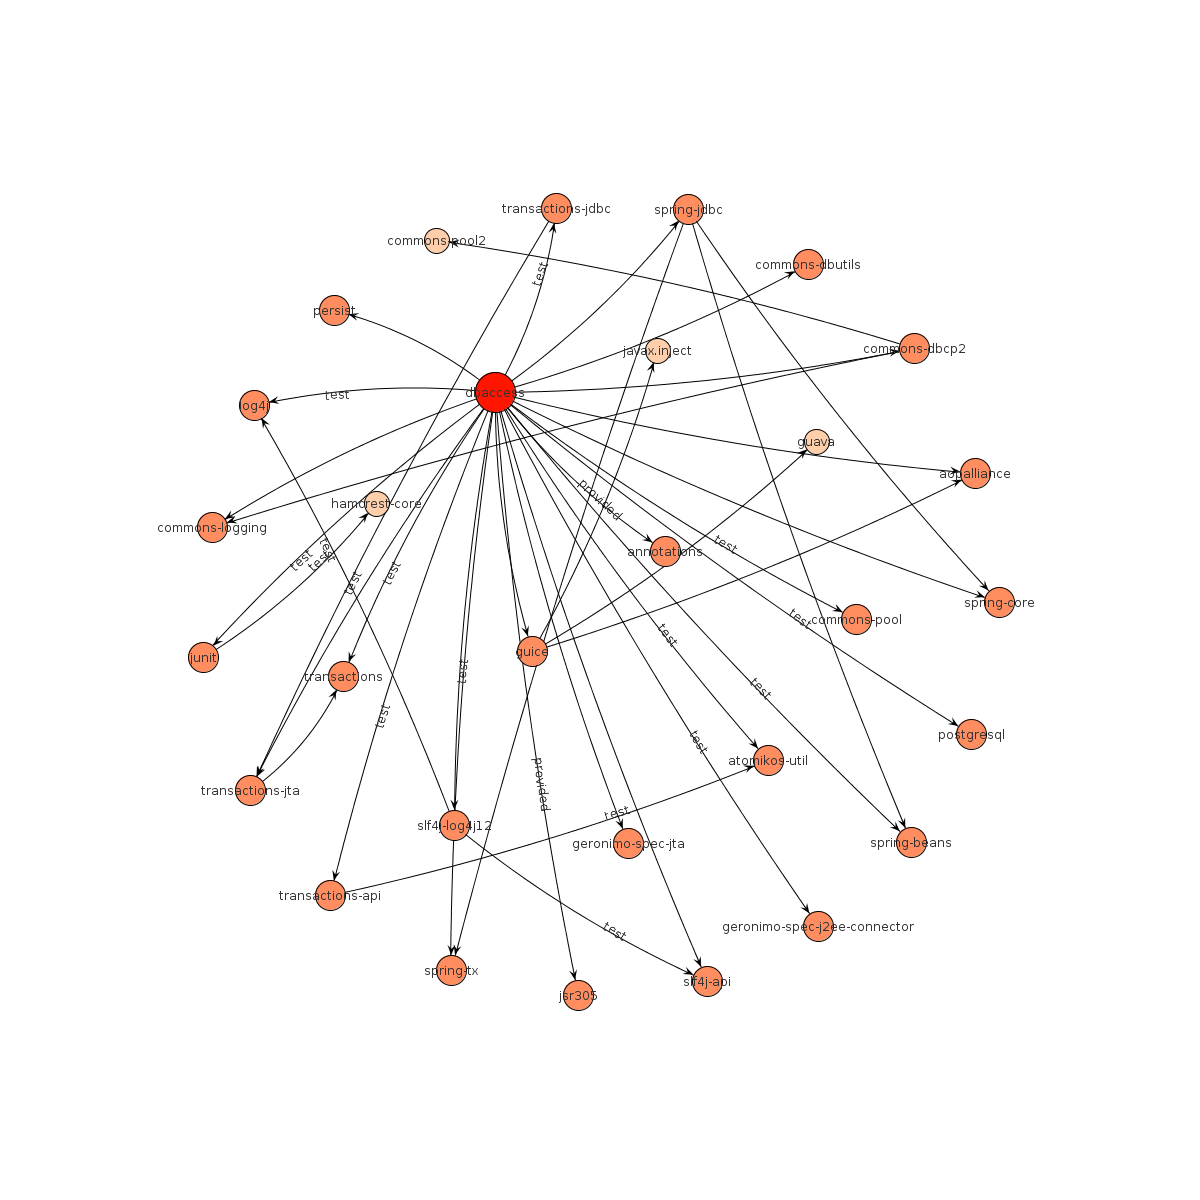 transactions-jdbc
spring-jdbc
commons-pool2
commons-dbutils
test
persist
javax.inject
commons-dbcp2
dbaccess
test
log4j
guava
aopalliance
provided
hamcrest-core
commons-logging
test
test
annotations
test
test
test
test
spring-core
test
commons-pool
test
guice
junit
test
transactions
test
test
postgresql
test
test
atomikos-util
provided
transactions-jta
test
slf4j-log4j12
geronimo-spec-jta
spring-beans
transactions-api
geronimo-spec-j2ee-connector
test
spring-tx
slf4j-api
jsr305